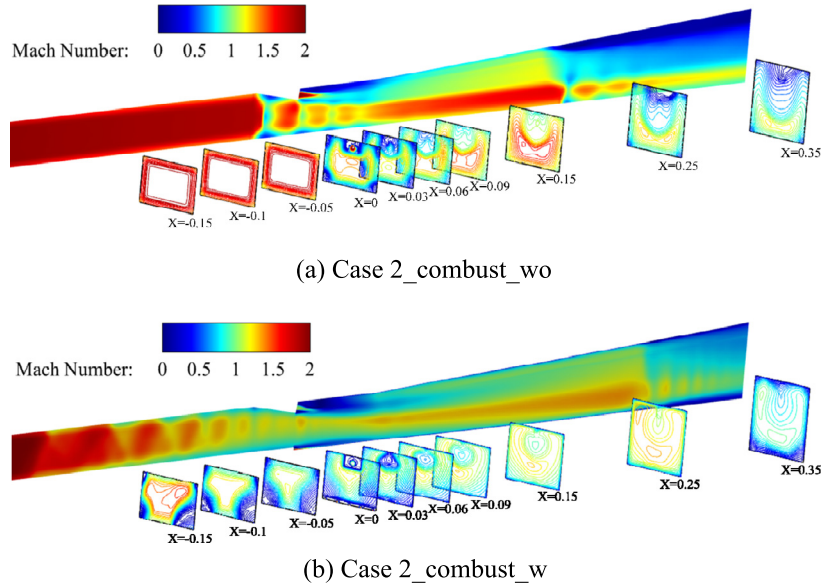 Mach Number:
0 0.5 1 1.5 2
X=-0.15
X=-0.1
X=-0.05
X=0
X=0.03
X=0.06
X=0.09
X=0.15
X=0.25
X=0.35
(a) Case 2_combust_wo
Mach Number:
0 0.5 1 1.5 2
X=-0.15
X=-0.1
X=-0.05
X=0
X=0.03
X=0.06
X=0.09
X=0.15
X=0.25
X=0.35
(b) Case 2_combust_w